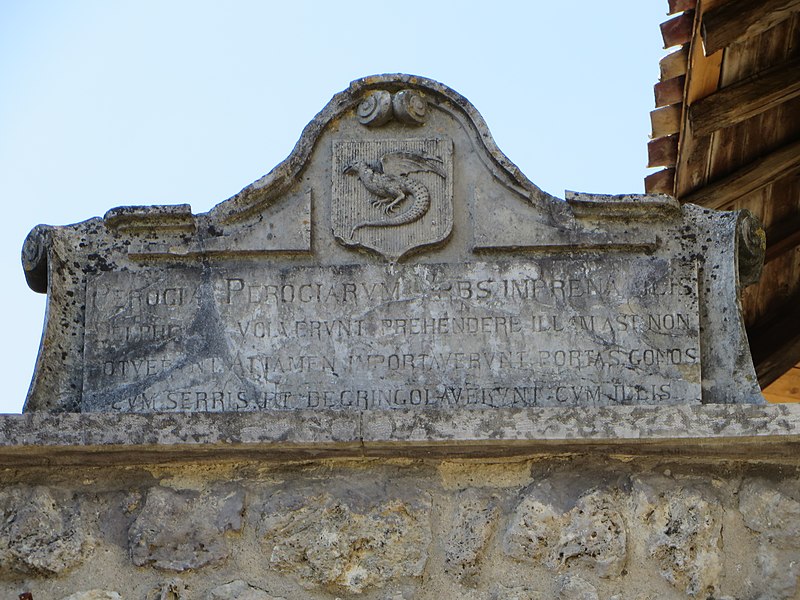 PEROGIA PEROGIARVM VRBS IMPRENABILIS
VOLVERVNT PREHENDERE ILLAM AST NON
POTVERVNT ATTAMEN IMPORTAVERVNT PORTAS GONOS
CVM SERRIS ET DEGRINGOLAVERVNT CVM ILLIS